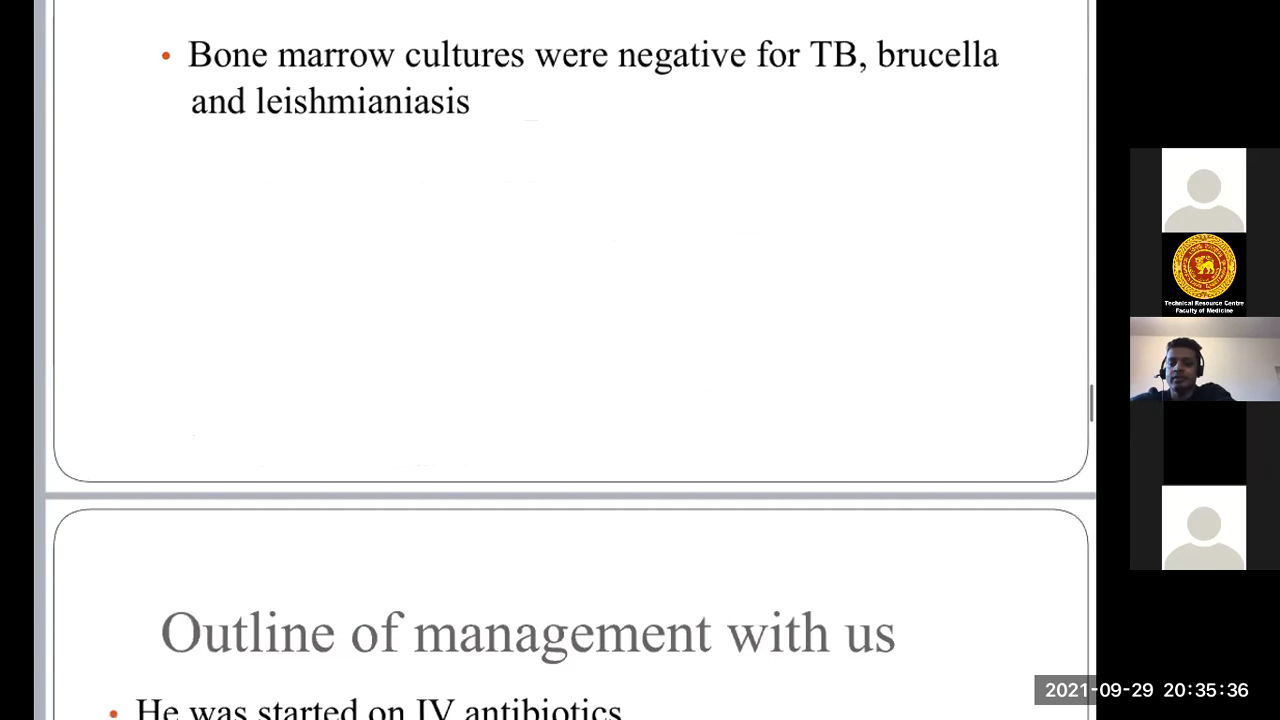 • Bone marrow cultures were negative for TB, brucella
and leishmianiasis
Outline of management with us
• He was started on IV antibiotics
Technical Resource Centre
Faculty of Medicine
2021-09-29 20:35:36